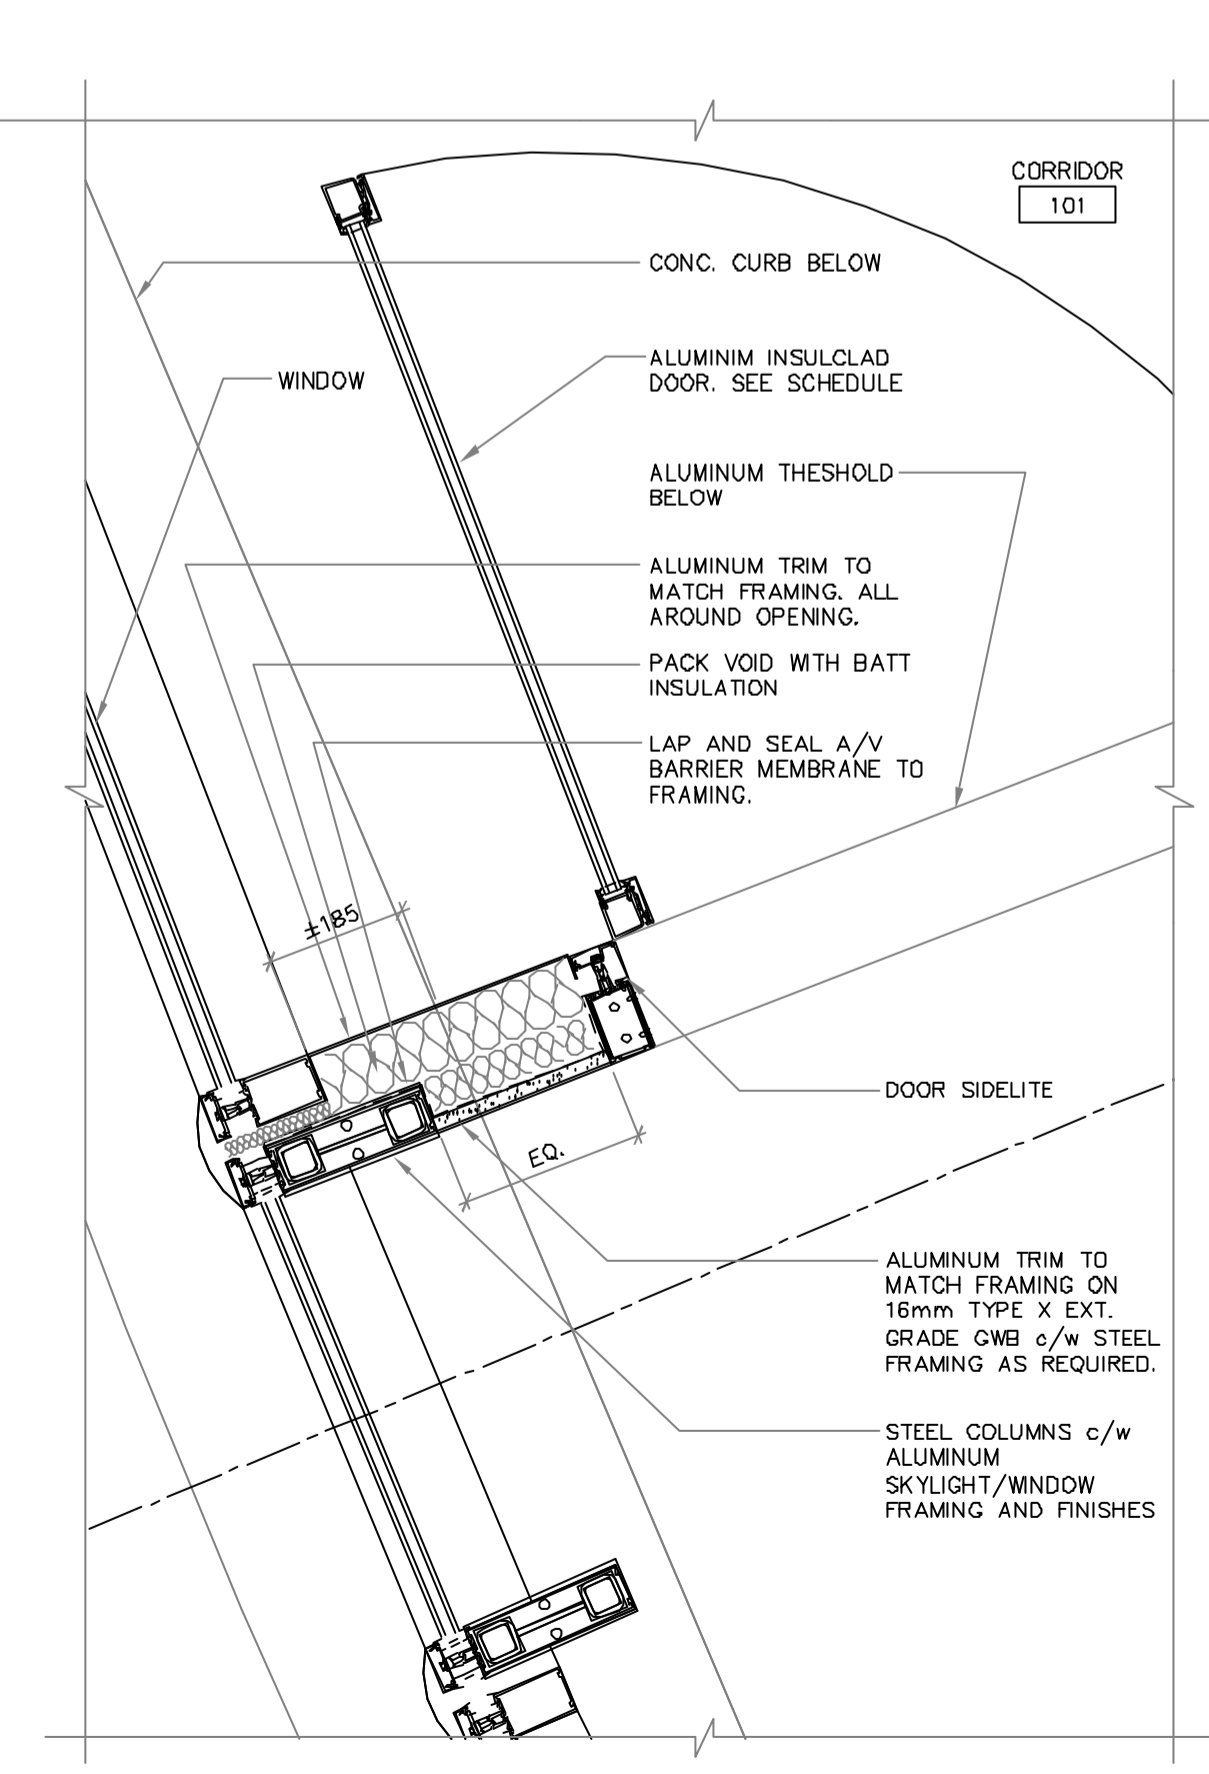 CORRIDOR
101
CONC. CURB BELOW
ALUMINIM INSULCLAD
DOOR. SEE SCHEDULE
WINDOW
ALUMINUM THESHOLD
BELOW
ALUMINUM TRIM TO
MATCH FRAMING. ALL
AROUND OPENING.
PACK VOID WITH BATT
INSULATION
LAP AND SEAL A/V
BARRIER MEMBRANE TO
FRAMING.
±185
DOOR SIDELITE
EQ.
ALUMINUM TRIM TO
MATCH FRAMING ON
16mm TYPE X EXT.
GRADE GWB c/w STEEL
FRAMING AS REQUIRED.
STEEL COLUMNS c/w
ALUMINUM
SKYLIGHT/WINDOW
FRAMING AND FINISHES